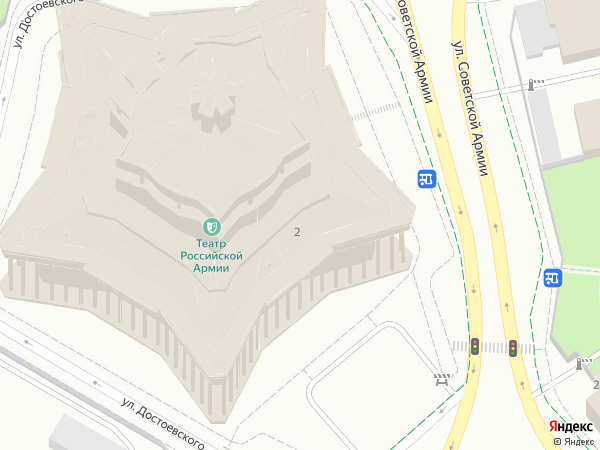 ул. Достоевского
Советской Армии
ул. Советской Армии
2
Театр
Российской
Армии
ул. Достоевского
2
Яндекс
© Яндекс